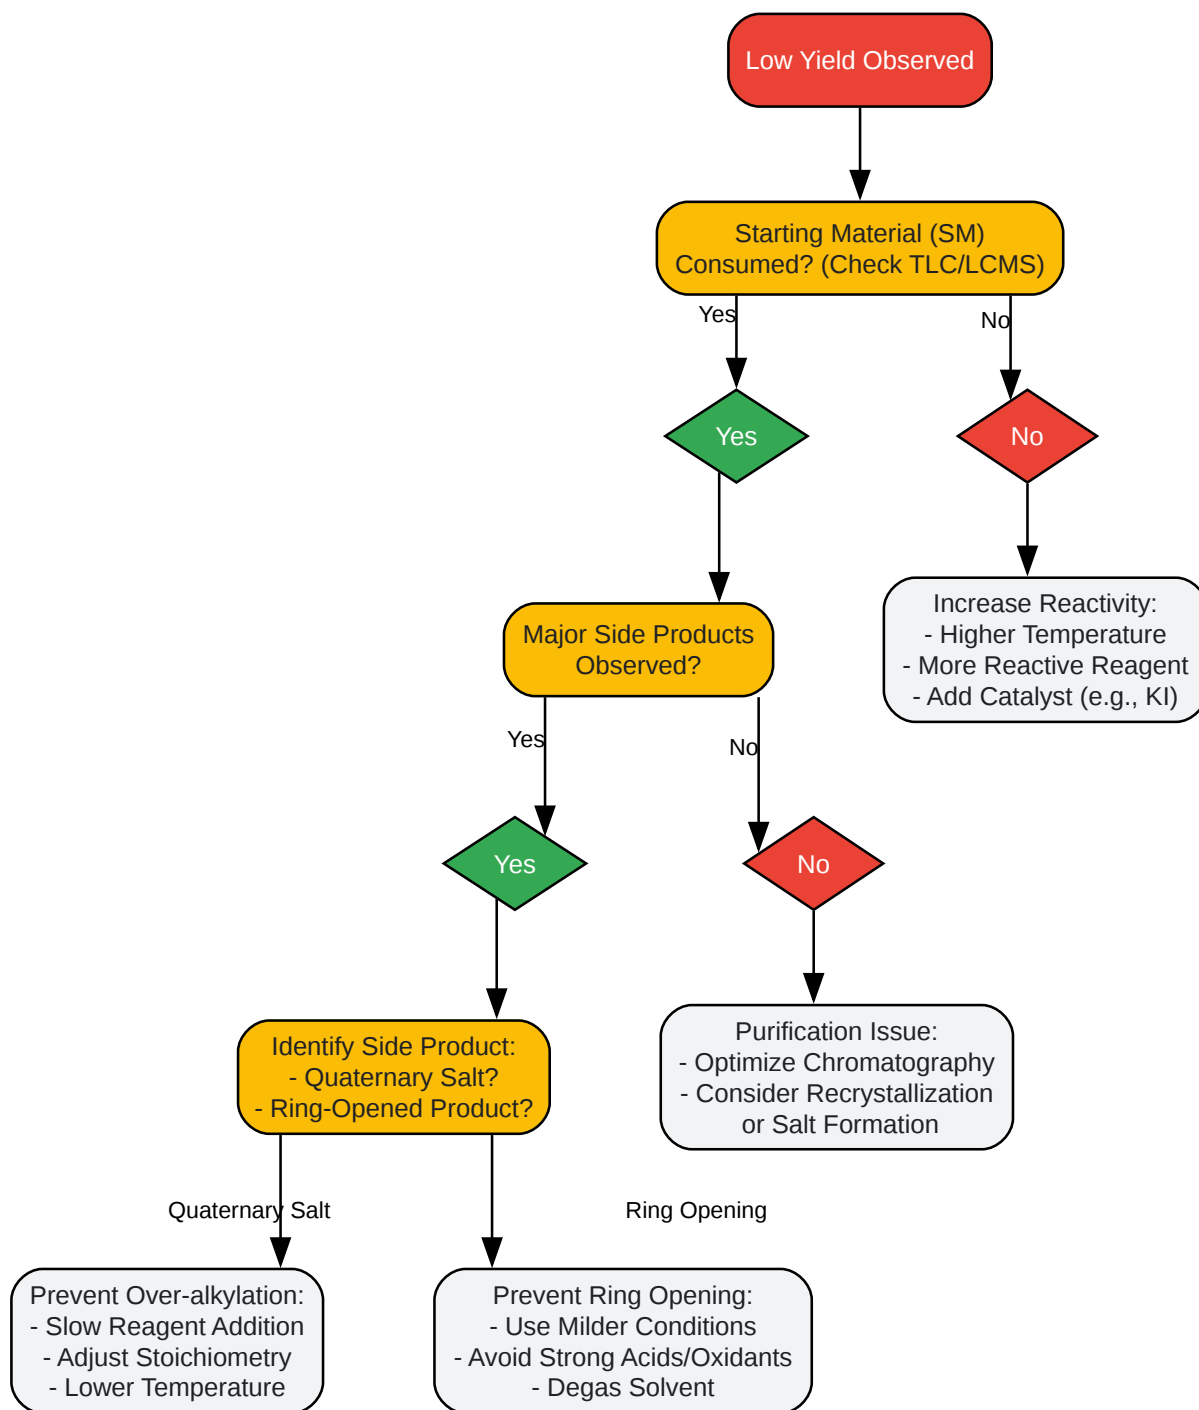 Low Yield Observed
Starting Material (SM)
Consumed? (Check TLC/LCMS)
Yes
No
Yes
No
Increase Reactivity:
- Higher Temperature
- More Reactive Reagent
- Add Catalyst (e.g., KI)
Major Side Products
Observed?
Yes
No
Yes
No
Purification Issue:
- Optimize Chromatography
- Consider Recrystallization
or Salt Formation
Identify Side Product:
- Quaternary Salt?
- Ring-Opened Product?
Quaternary Salt
Ring Opening
Prevent Over-alkylation:
- Slow Reagent Addition
- Adjust Stoichiometry
- Lower Temperature
Prevent Ring Opening:
- Use Milder Conditions
- Avoid Strong Acids/Oxidants
- Degas Solvent